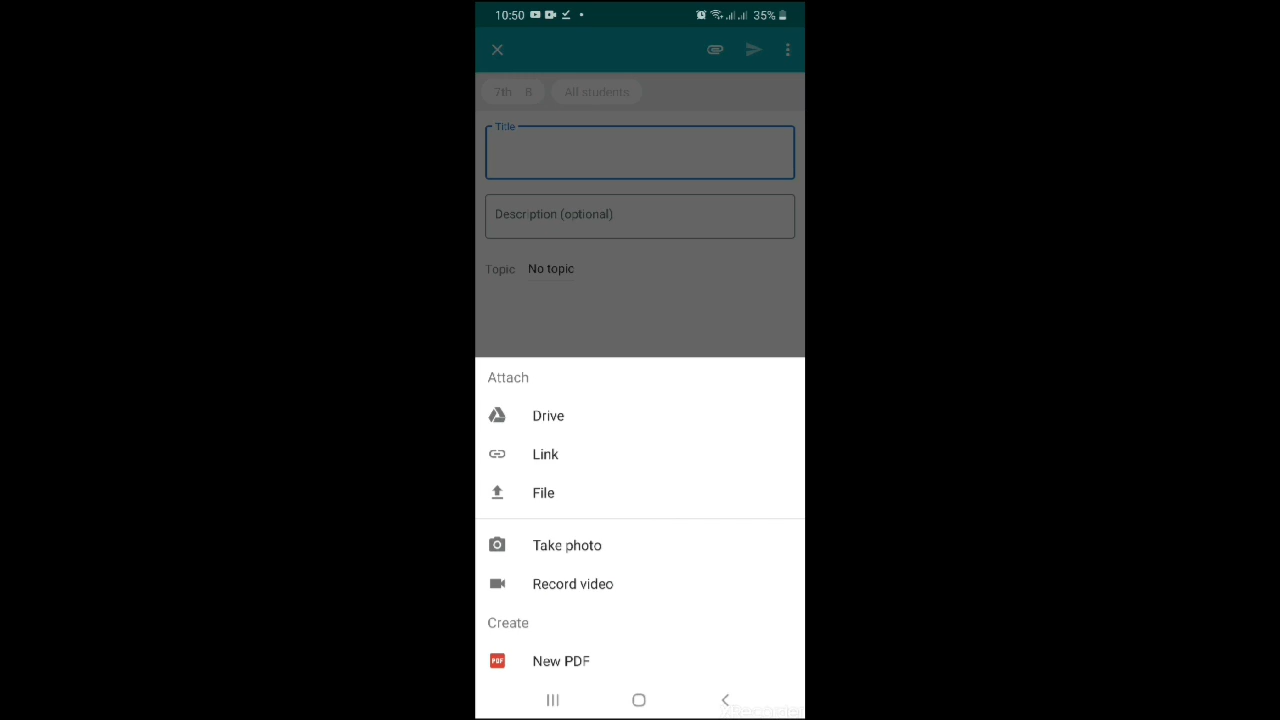 10:50 35%
7th B All students
Title
Description (optional)
Topic No topic
Attach
Drive
Link
File
Take photo
Record video
Create
PDF New PDF